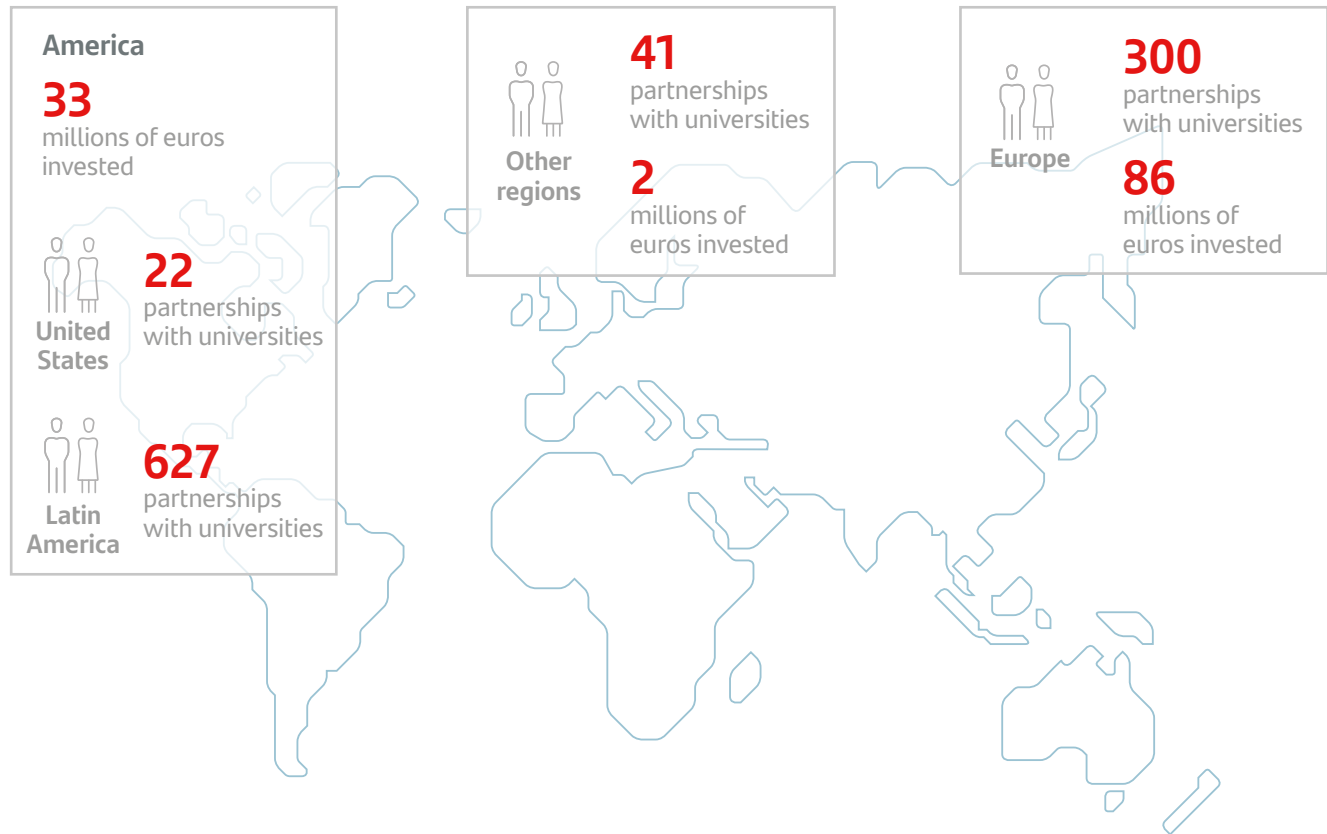 America
33
millions of euros
invested
22
partnerships
with universities
United
States
627
partnerships
with universities
Latin
America
41
partnerships
with universities
Other
regions
2
millions of
euros invested
300
partnerships
with universities
Europe
86
millions of
euros invested